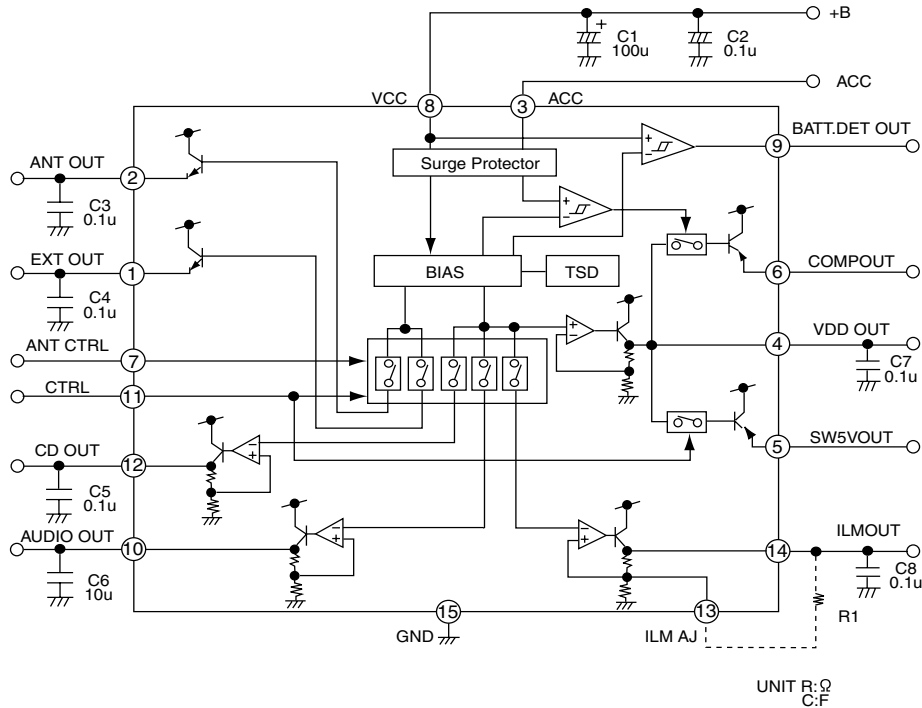 +B
+
C1
100u
C2
0.1u
ACC
VCC
8
3
ACC
BATT.DET OUT
9
+
−
Surge Protector
ANT OUT
2
C3
0.1u
+
−
EXT OUT
1
C4
0.1u
BIAS
TSD
6
COMPOUT
ANT CTRL
7
+
−
4
VDD OUT
C7
0.1u
CTRL
11
CD OUT
12
−
+
5
SW5VOUT
C5
0.1u
AUDIO OUT
10
−
+
−
+
14
ILMOUT
C6
10u
C8
0.1u
R1
15
GND
13
ILM AJ
UNIT R:Ω
C:F